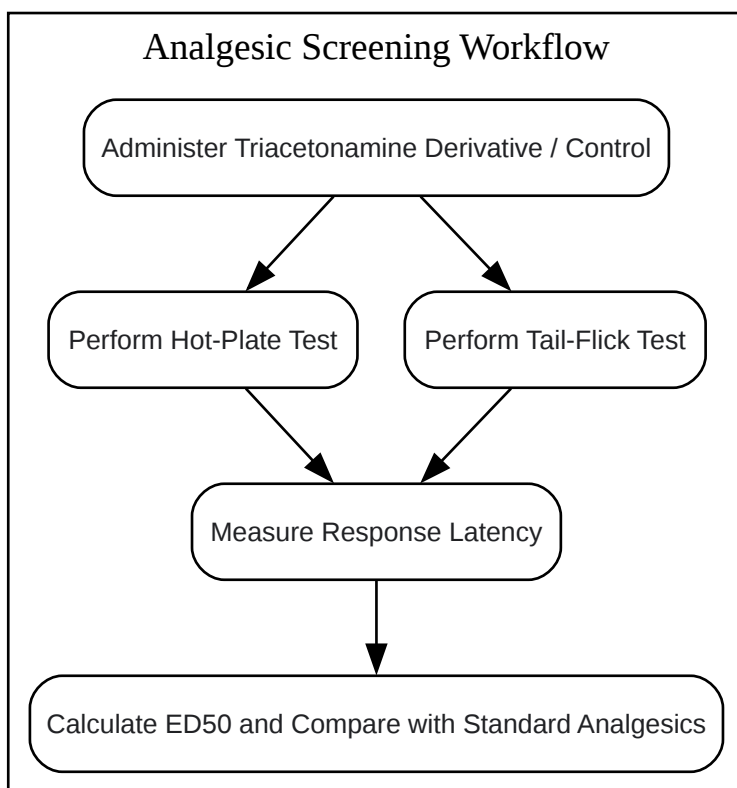 Analgesic Screening Workflow
Administer Triacetonamine Derivative / Control
Perform Hot-Plate Test
Perform Tail-Flick Test
Measure Response Latency
Calculate ED50 and Compare with Standard Analgesics